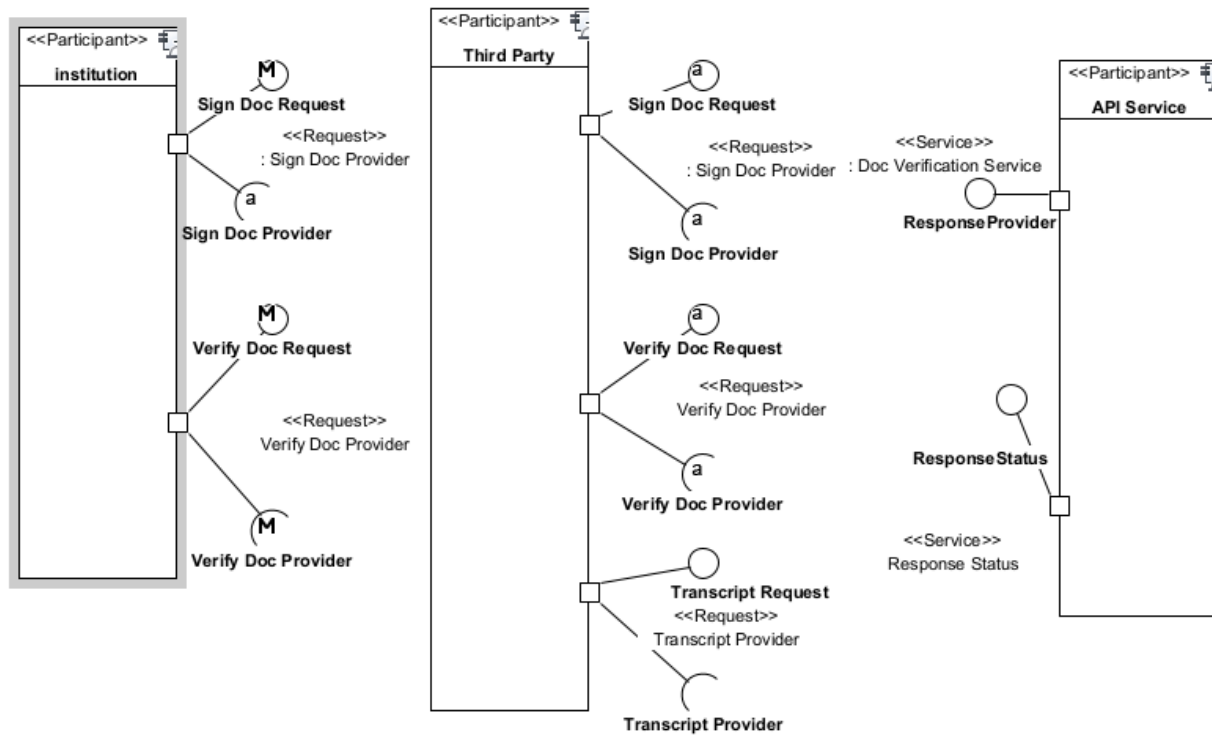 <<Participant>>
institution
M
Sign Doc Request
<<Request>>
: Sign Doc Provider
a
Sign Doc Provider
M
Verify Doc Request
<<Request>>
Verify Doc Provider
M
Verify Doc Provider
<<Participant>>
Third Party
a
Sign Doc Request
<<Request>>
: Sign Doc Provider
a
Sign Doc Provider
a
Verify Doc Request
<<Request>>
Verify Doc Provider
a
Verify Doc Provider
Transcript Request
<<Request>>
Transcript Provider
Transcript Provider
<<Participant>>
API Service
<<Service>>
: Doc Verification Service
ResponseProvider
ResponseStatus
<<Service>>
Response Status